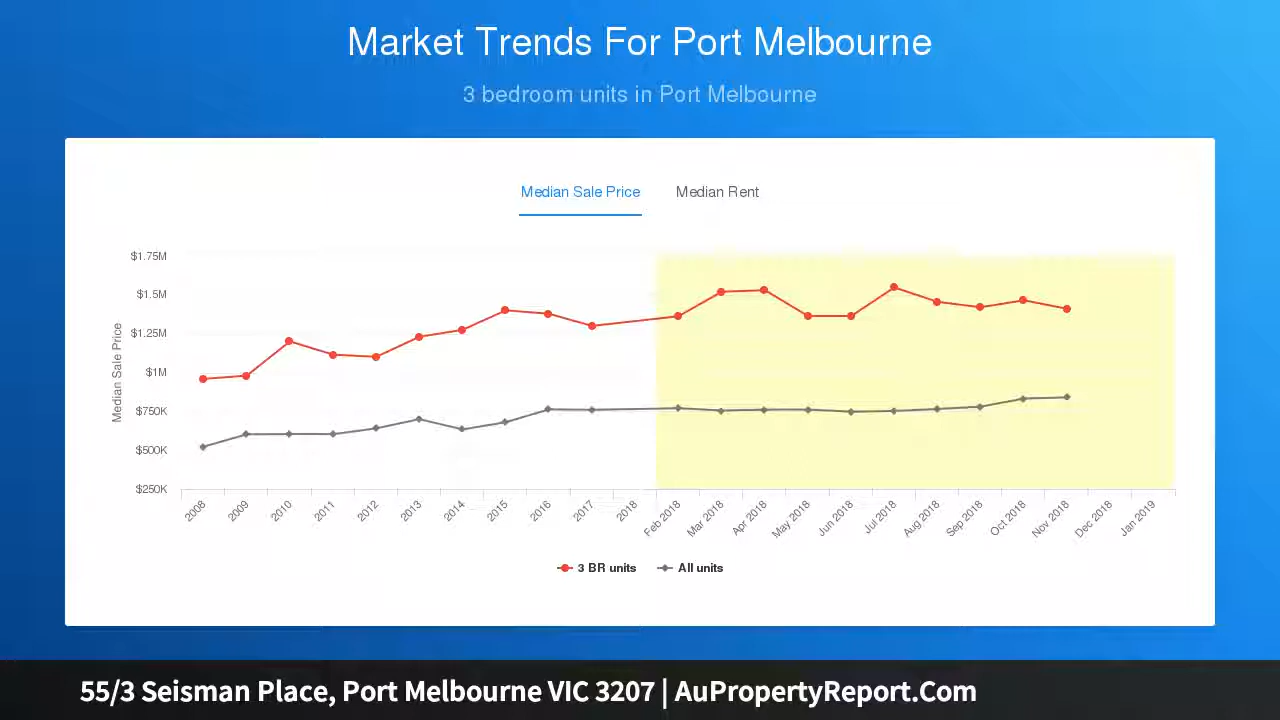 Market Trends For Port Melbourne
3 bedroom units in Port Melbourne
Median Sale Price
Median Rent
Median Sale Price
$1.75M
$1.5M
$1.25M
$1M
$750K
$500K
$250K
2008
2009
2010
2011
2012
2013
2014
2015
2016
2017
2018
Feb 2018
Mar 2018
Apr 2018
May 2018
Jun 2018
Jul 2018
Aug 2018
Sep 2018
Oct 2018
Nov 2018
Dec 2018
Jan 2019
3 BR units
All units
55/3 Seisman Place, Port Melbourne VIC 3207 | AuPropertyReport.Com